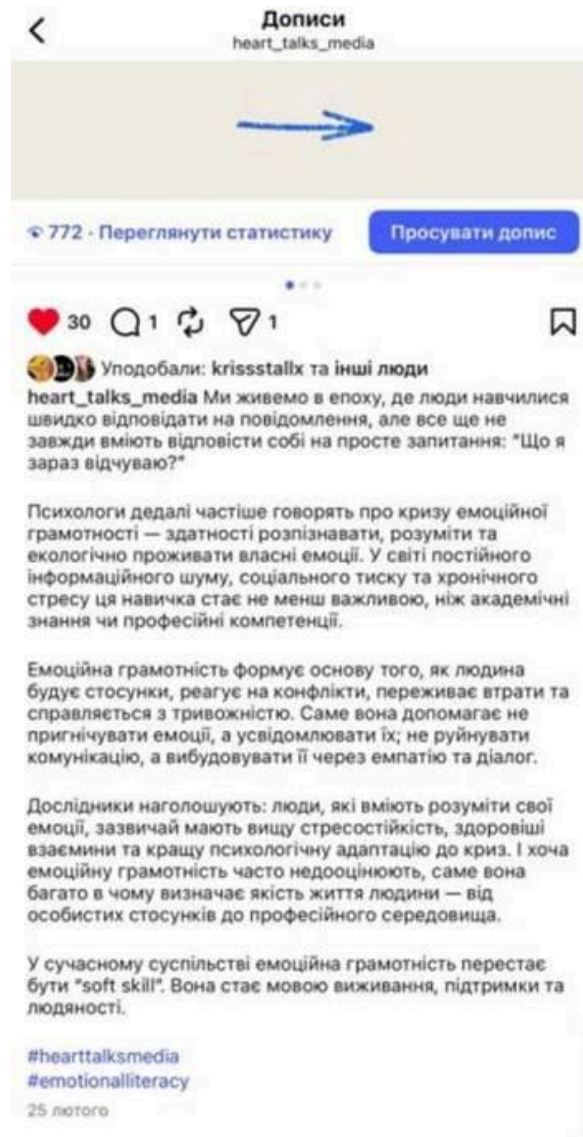 Дописи
heart_talks_media
772 · Переглянути статистику
Просувати допис
30 1 1
Уподобали: krissstallx та інші люди
heart_talks_media Ми живемо в епоху, де люди навчилися
швидко відповідати на повідомлення, але все ще не
завжди вміють відповісти собі на просте запитання: "Що я
зараз відчуваю?"
Психологи дедалі частіше говорять про кризу емоційної
грамотності — здатності розпізнавати, розуміти та
екологічно проживати власні емоції. У світі постійного
інформаційного шуму, соціального тиску та хронічного
стресу ця навичка стає не менш важливою, ніж академічні
знання чи професійні компетенції.
Емоційна грамотність формує основу того, як людина
будує стосунки, реагує на конфлікти, переживає втрати та
справляється з тривожністю. Саме вона допомагає не
пригнічувати емоції, а усвідомлювати їх; не руйнувати
комунікацію, а вибудовувати її через емпатію та діалог.
Дослідники наголошують: люди, які вміють розуміти свої
емоції, зазвичай мають вищу стресостійкість, здоровіші
взаємини та кращу психологічну адаптацію до криз. І хоча
емоційну грамотність часто недооцінюють, саме вона
багато в чому визначає якість життя людини — від
особистих стосунків до професійного середовища.
У сучасному суспільстві емоційна грамотність перестає
бути "soft skill". Вона стає мовою виживання, підтримки та
людяності.
#hearttalksmedia
#emotionalliteracy
25 лютого